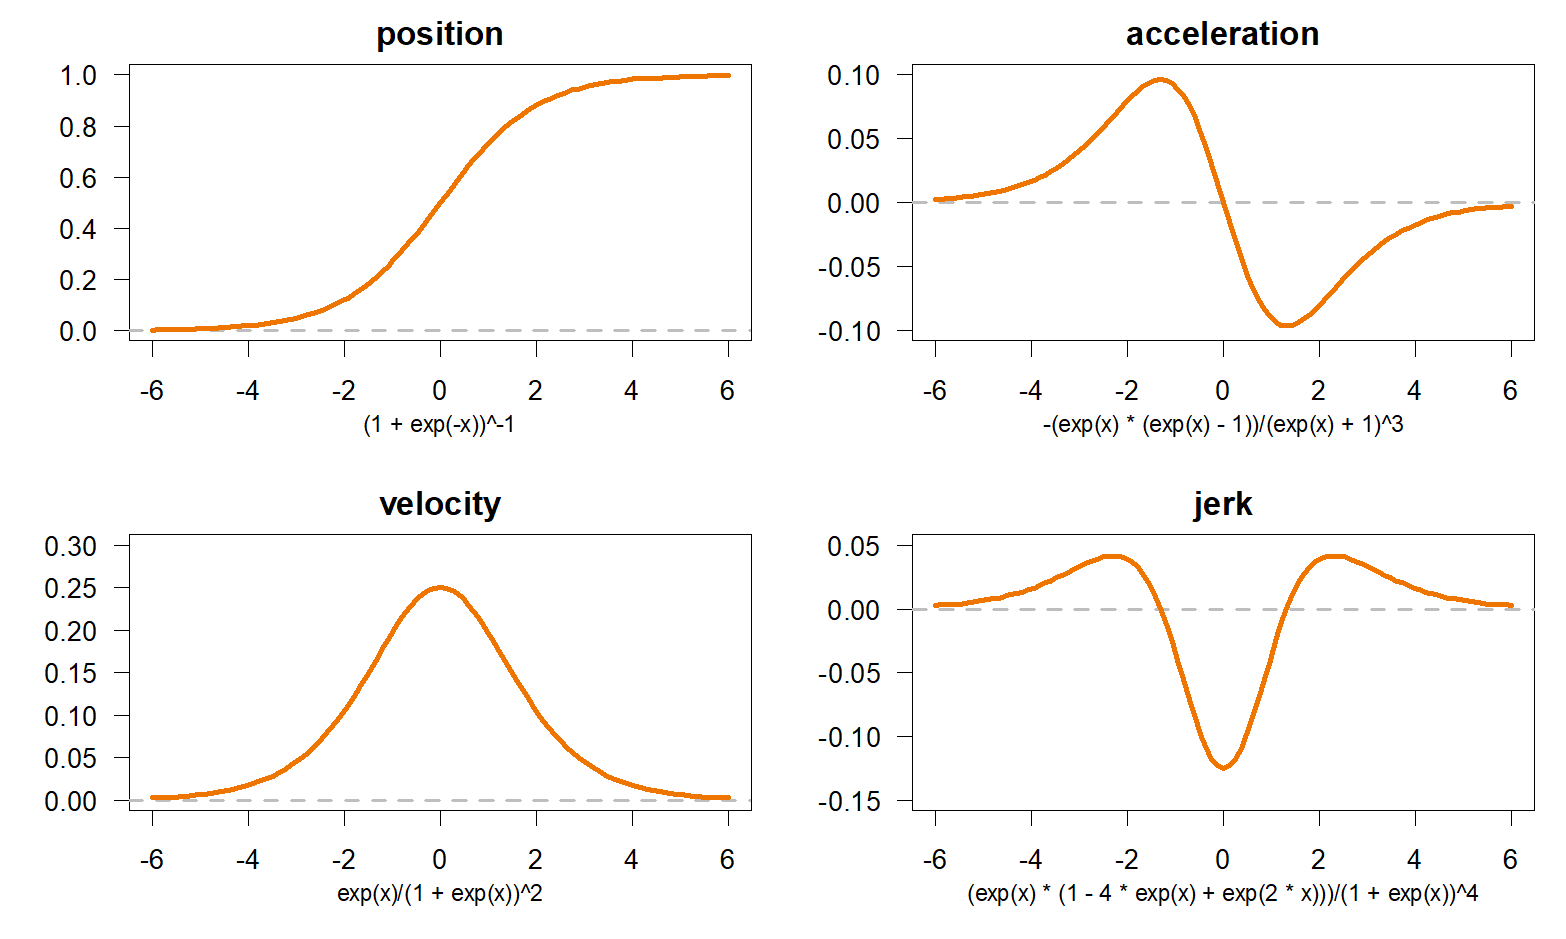 position
1.0
0.8
0.6
0.4
0.2
0.0
-6 -4 -2 0 2 4 6
(1 + exp(-x))^-1
acceleration
0.10
0.05
0.00
-0.05
-0.10
-6 -4 -2 0 2 4 6
-(exp(x) * (exp(x) - 1))/(exp(x) + 1)^3
velocity
0.30
0.25
0.20
0.15
0.10
0.05
0.00
-6 -4 -2 0 2 4 6
exp(x)/(1 + exp(x))^2
jerk
0.05
0.00
-0.05
-0.10
-0.15
-6 -4 -2 0 2 4 6
(exp(x) * (1 - 4 * exp(x) + exp(2 * x)))/(1 + exp(x))^4